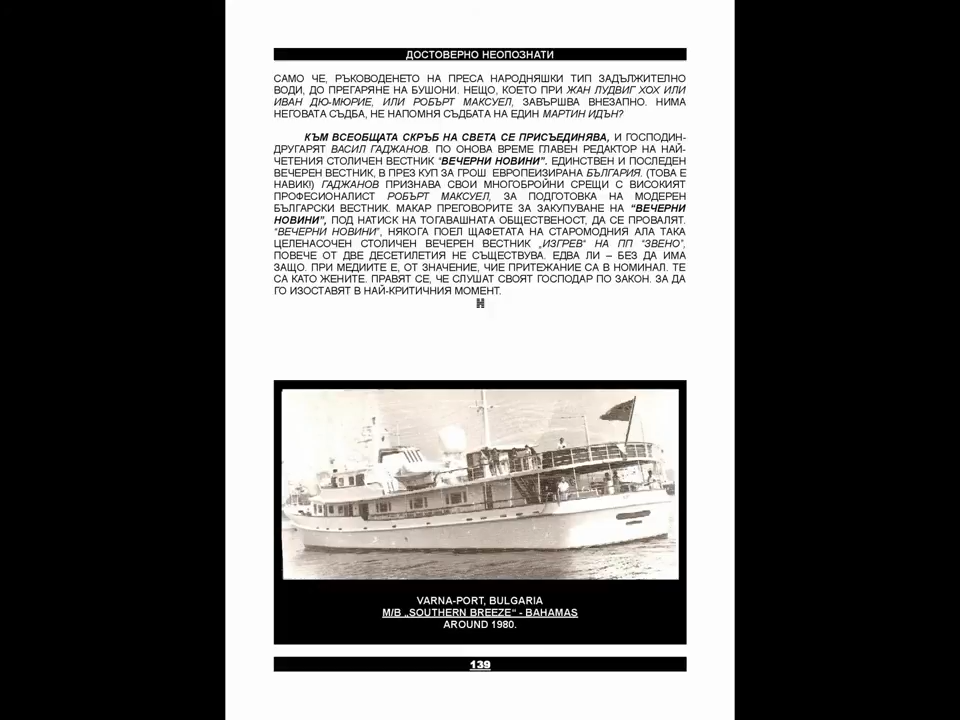 ДОСТОВЕРНО НЕОПОЗНАТИ
САМО ЧЕ, РЪКОВОДЕНЕТО НА ПРЕСА НАРОДНЯШКИ ТИП ЗАДЪЛЖИТЕЛНО
ВОДИ, ДО ПРЕГАРЯНЕ НА БУШОНИ. НЕЩО, КОЕТО ПРИ ЖАН ЛУДВИГ ХОХ ИЛИ
ИВАН ДЮ-МЮРИЕ, ИЛИ РОБЪРТ МАКСУЕЛ, ЗАВЪРШВА ВНЕЗАПНО. НИМА
НЕГОВАТА СЪДБА, НЕ НАПОМНЯ СЪДБАТА НА ЕДИН МАРТИН ИДЪН?
КЪМ ВСЕОБЩАТА СКРЪБ НА СВЕТА СЕ ПРИСЪЕДИНЯВА, И ГОСПОДИН-
ДРУГАРЯТ ВАСИЛ ГАДЖАНОВ. ПО ОНОВА ВРЕМЕ ГЛАВЕН РЕДАКТОР НА НАЙ-
ЧЕТЕНИЯ СТОЛИЧЕН ВЕСТНИК "ВЕЧЕРНИ НОВИНИ". ЕДИНСТВЕН И ПОСЛЕДЕН
ВЕЧЕРЕН ВЕСТНИК, В ПРЕЗ КУП ЗА ГРОШ ЕВРОПЕИЗИРАНА БЪЛГАРИЯ. (ТОВА Е
НАВИК!) ГАДЖАНОВ ПРИЗНАВА СВОИ МНОГОБРОЙНИ СРЕЩИ С ВИСОКИЯТ
ПРОФЕСИОНАЛИСТ РОБЪРТ МАКСУЕЛ, ЗА ПОДГОТОВКА НА МОДЕРЕН
БЪЛГАРСКИ ВЕСТНИК. МАКАР ПРЕГОВОРИТЕ ЗА ЗАКУПУВАНЕ НА "ВЕЧЕРНИ
НОВИНИ", ПОД НАТИСК НА ТОГАВАШНАТА ОБЩЕСТВЕНОСТ, ДА СЕ ПРОВАЛЯТ.
"ВЕЧЕРНИ НОВИНИ", НЯКОГА ПОЕЛ ЩАФЕТАТА НА СТАРОМОДНИЯ АЛА ТАКА
ЦЕЛЕНАСОЧЕН СТОЛИЧЕН ВЕЧЕРЕН ВЕСТНИК „ИЗГРЕВ" НА ПП "ЗВЕНО",
ПОВЕЧЕ ОТ ДВЕ ДЕСЕТИЛЕТИЯ НЕ СЪЩЕСТВУВА. ЕДВА ЛИ – БЕЗ ДА ИМА
ЗАЩО. ПРИ МЕДИИТЕ Е, ОТ ЗНАЧЕНИЕ, ЧИЕ ПРИТЕЖАНИЕ СА В НОМИНАЛ. ТЕ
СА КАТО ЖЕНИТЕ. ПРАВЯТ СЕ, ЧЕ СЛУШАТ СВОЯТ ГОСПОДАР ПО ЗАКОН. ЗА ДА
ГО ИЗОСТАВЯТ В НАЙ-КРИТИЧНИЯ МОМЕНТ.
VARNA-PORT, BULGARIA
M/B „SOUTHERN BREEZE" - BAHAMAS
AROUND 1980.
139